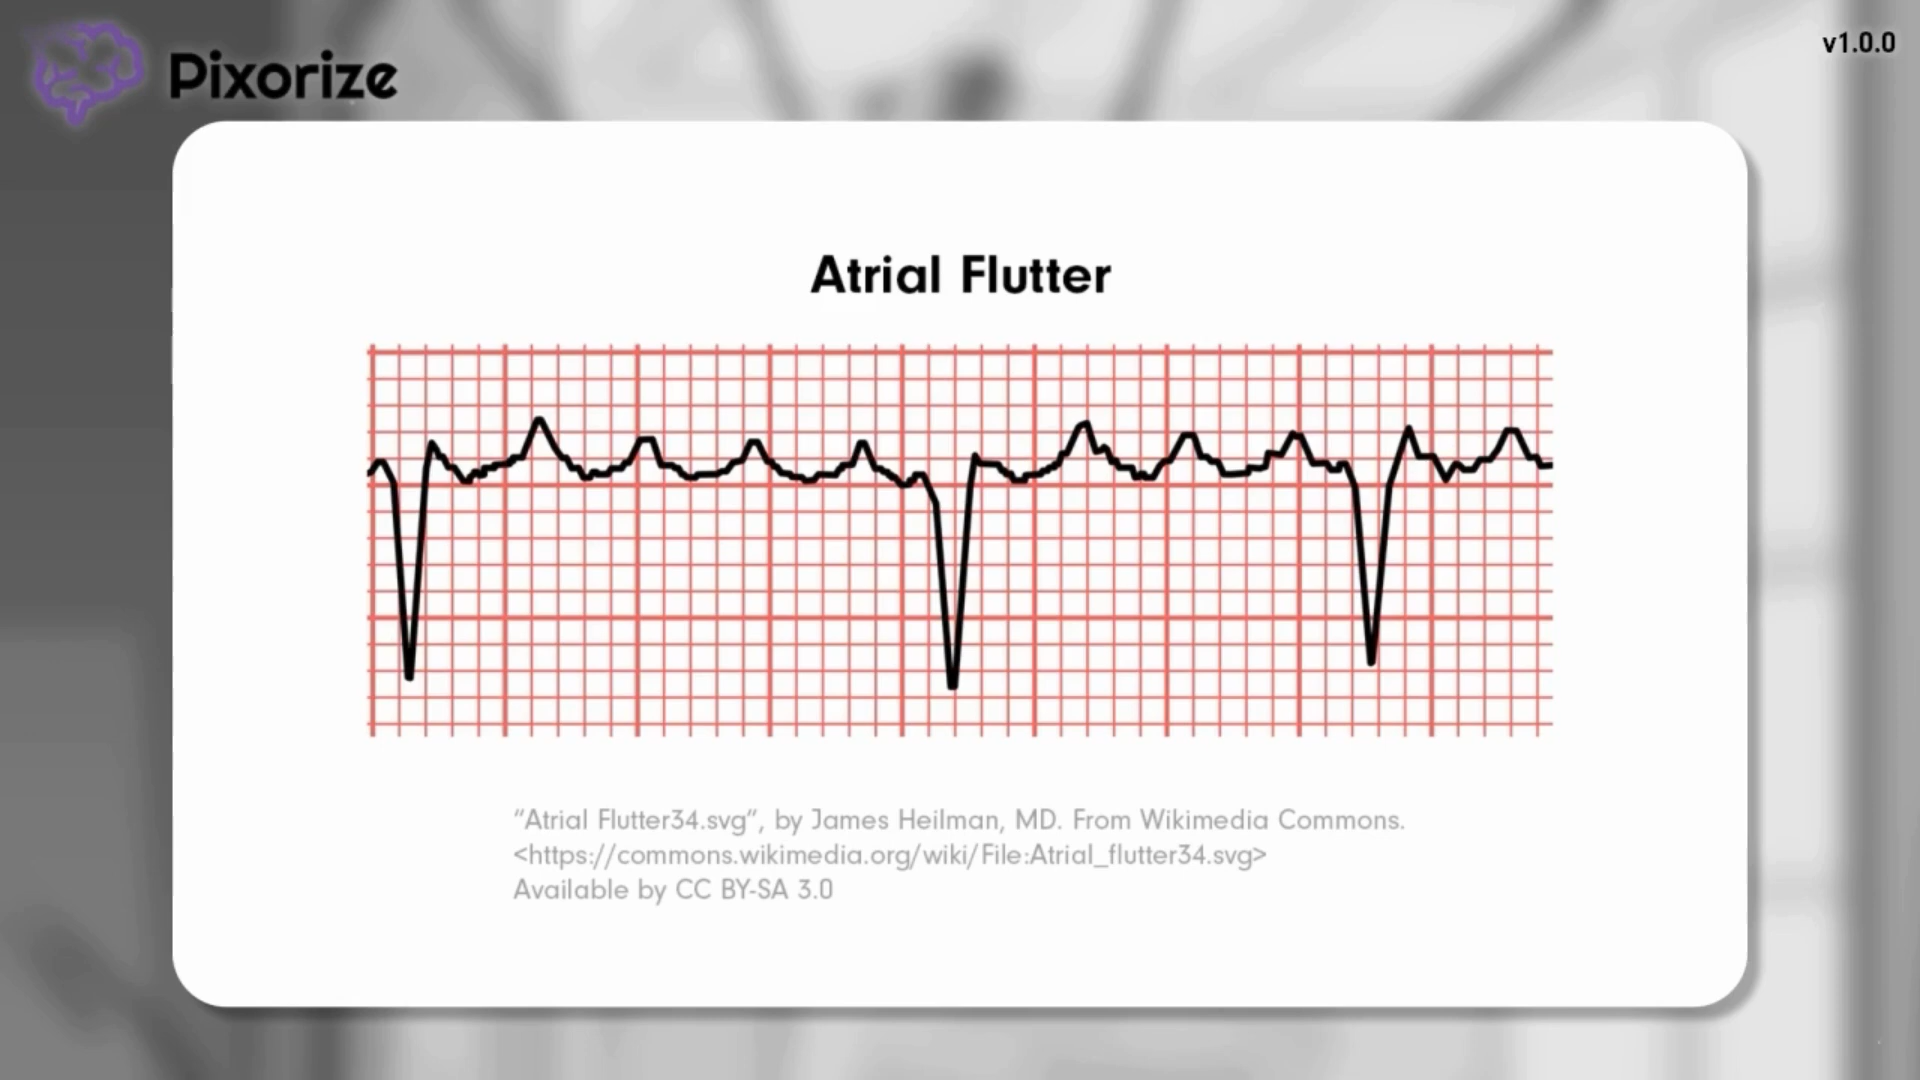 Pixorize
v1.0.0
Atrial Flutter
“Atrial Flutter34.svg”, by James Heilman, MD. From Wikimedia Commons.
<https://commons.wikimedia.org/wiki/File:Atrial_flutter34.svg>
Available by CC BY-SA 3.0